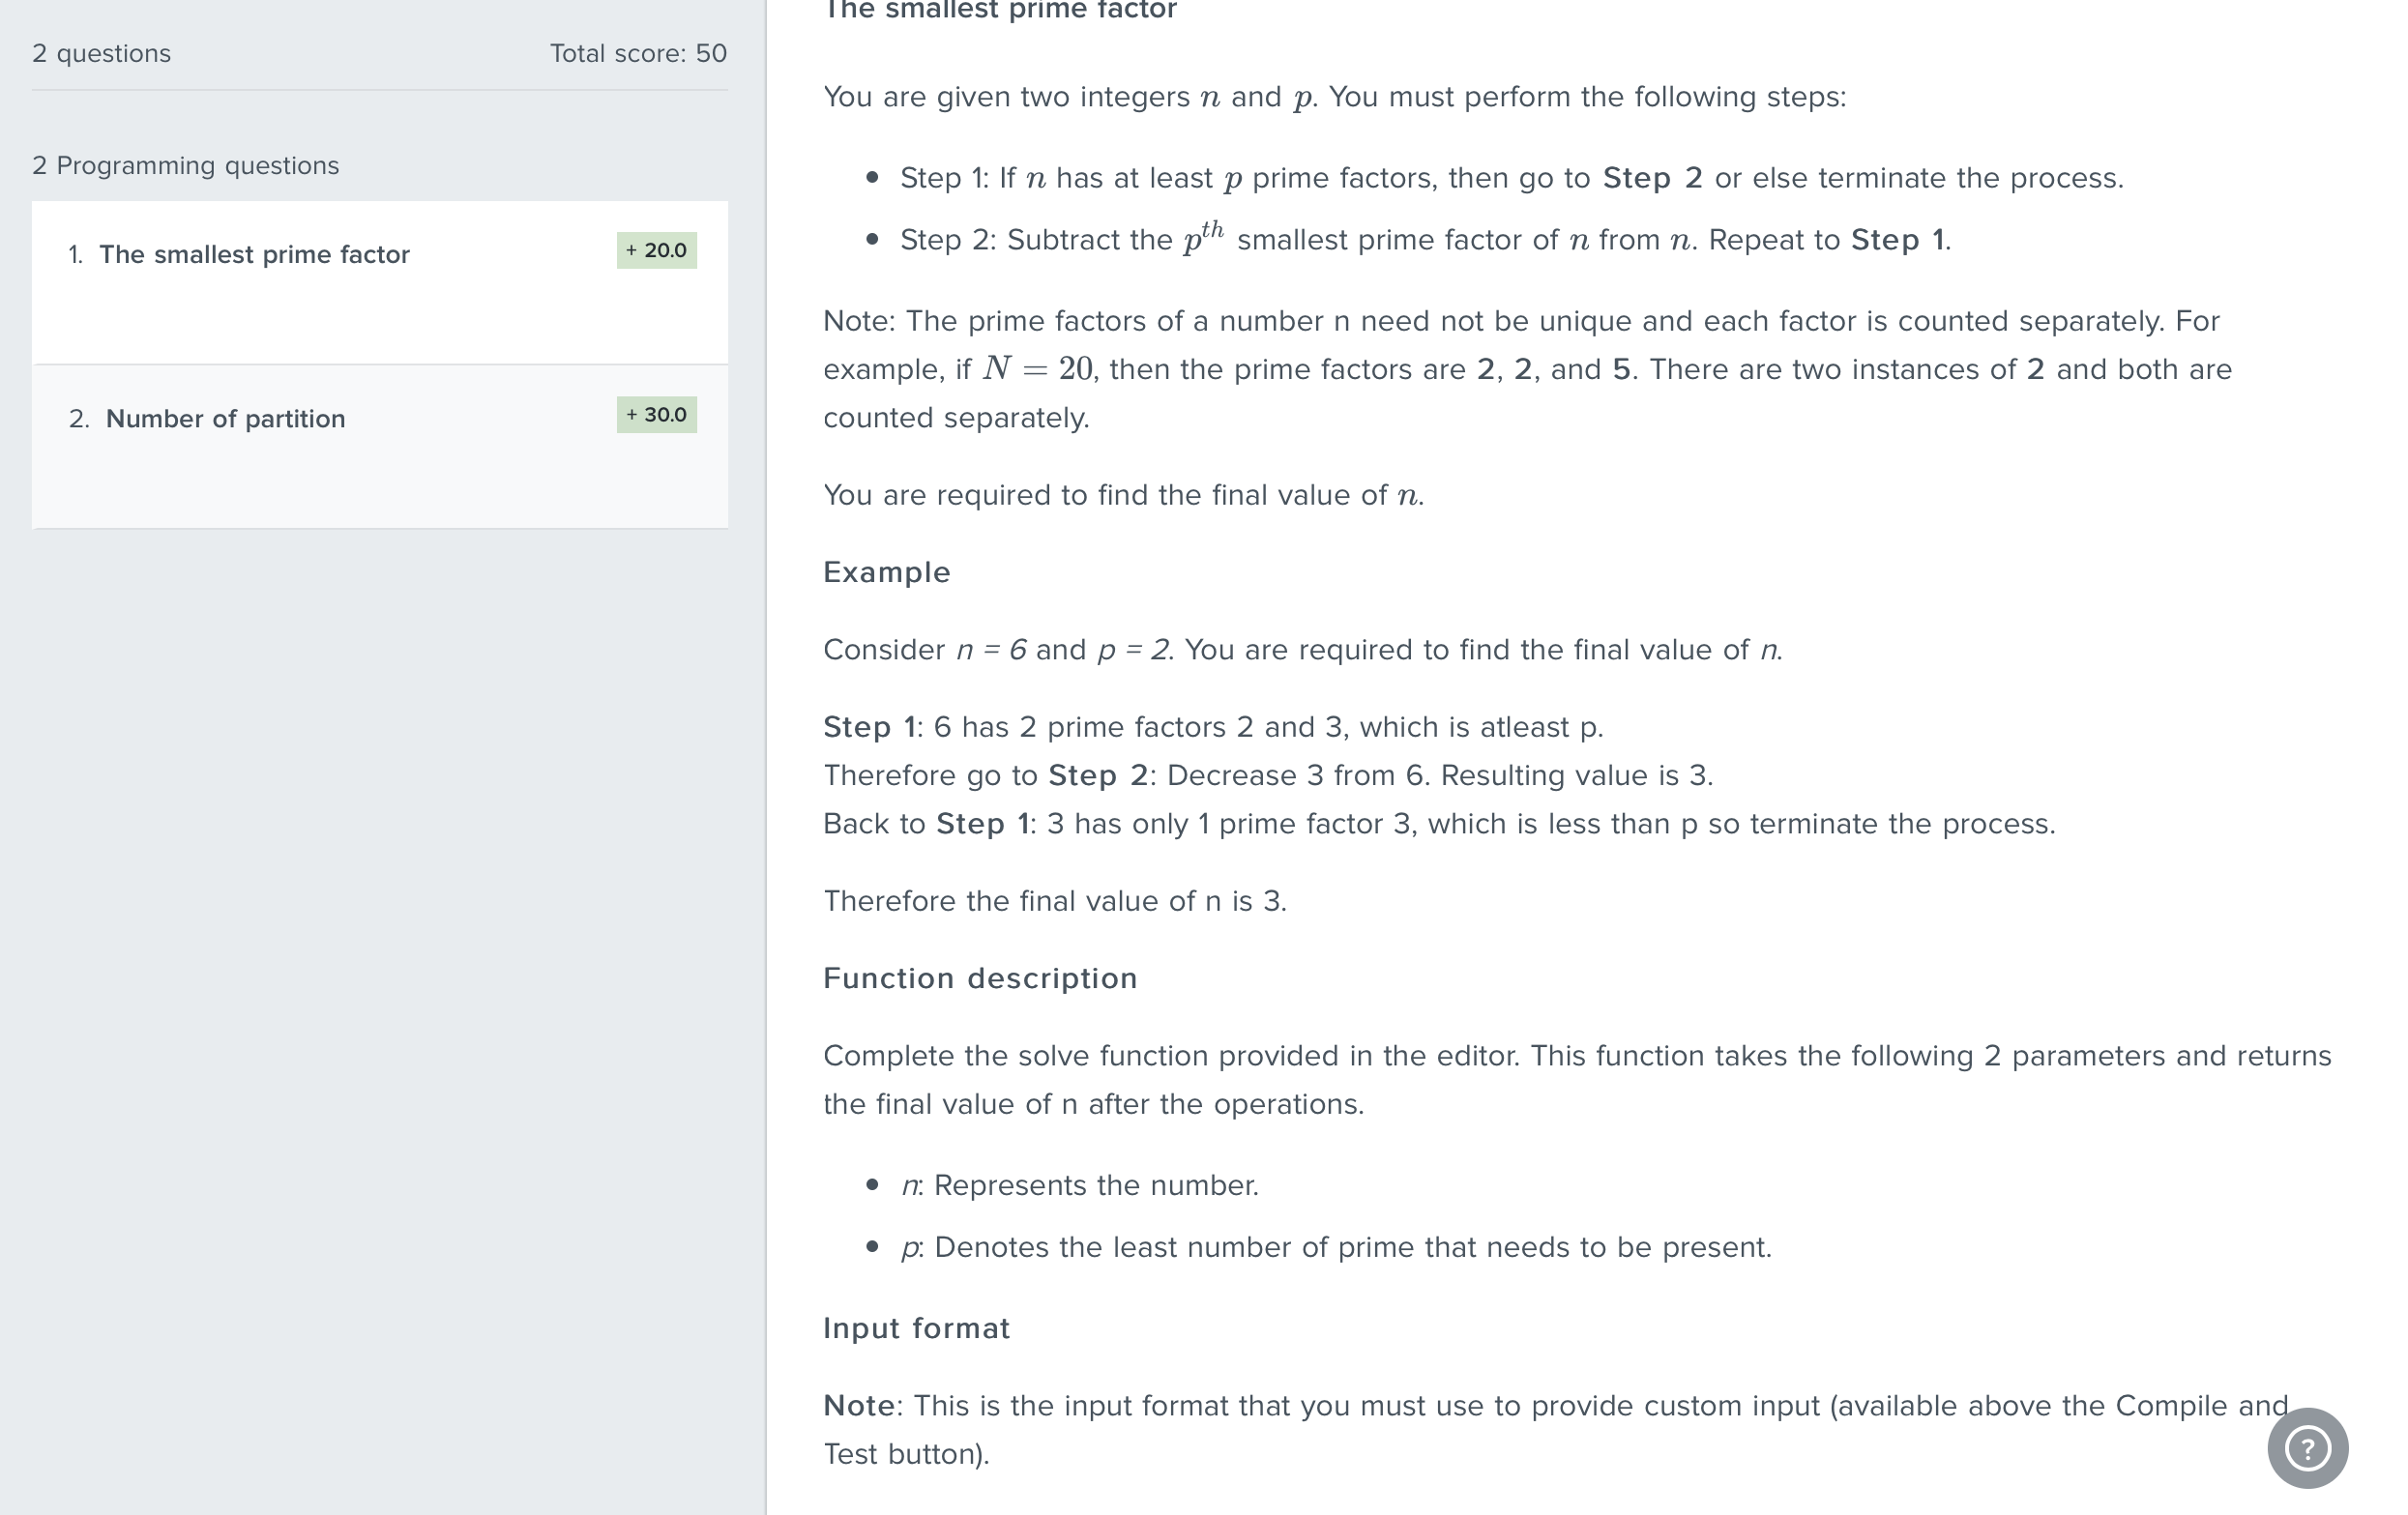 2 questions
Total score: 50
2 Programming questions
1. The smallest prime factor
+ 20.0
2. Number of partition
+ 30.0
The smallest prime factor
You are given two integers n and p. You must perform the following steps:
• Step 1: If n has at least p prime factors, then go to Step 2 or else terminate the process.
• Step 2: Subtract the p^th smallest prime factor of n from n. Repeat to Step 1.
Note: The prime factors of a number n need not be unique and each factor is counted separately. For
example, if N = 20, then the prime factors are 2, 2, and 5. There are two instances of 2 and both are
counted separately.
You are required to find the final value of n.
Example
Consider n = 6 and p = 2. You are required to find the final value of n.
Step 1: 6 has 2 prime factors 2 and 3, which is atleast p.
Therefore go to Step 2: Decrease 3 from 6. Resulting value is 3.
Back to Step 1: 3 has only 1 prime factor 3, which is less than p so terminate the process.
Therefore the final value of n is 3.
Function description
Complete the solve function provided in the editor. This function takes the following 2 parameters and returns
the final value of n after the operations.
• n: Represents the number.
• p: Denotes the least number of prime that needs to be present.
Input format
Note: This is the input format that you must use to provide custom input (available above the Compile and
Test button).
?